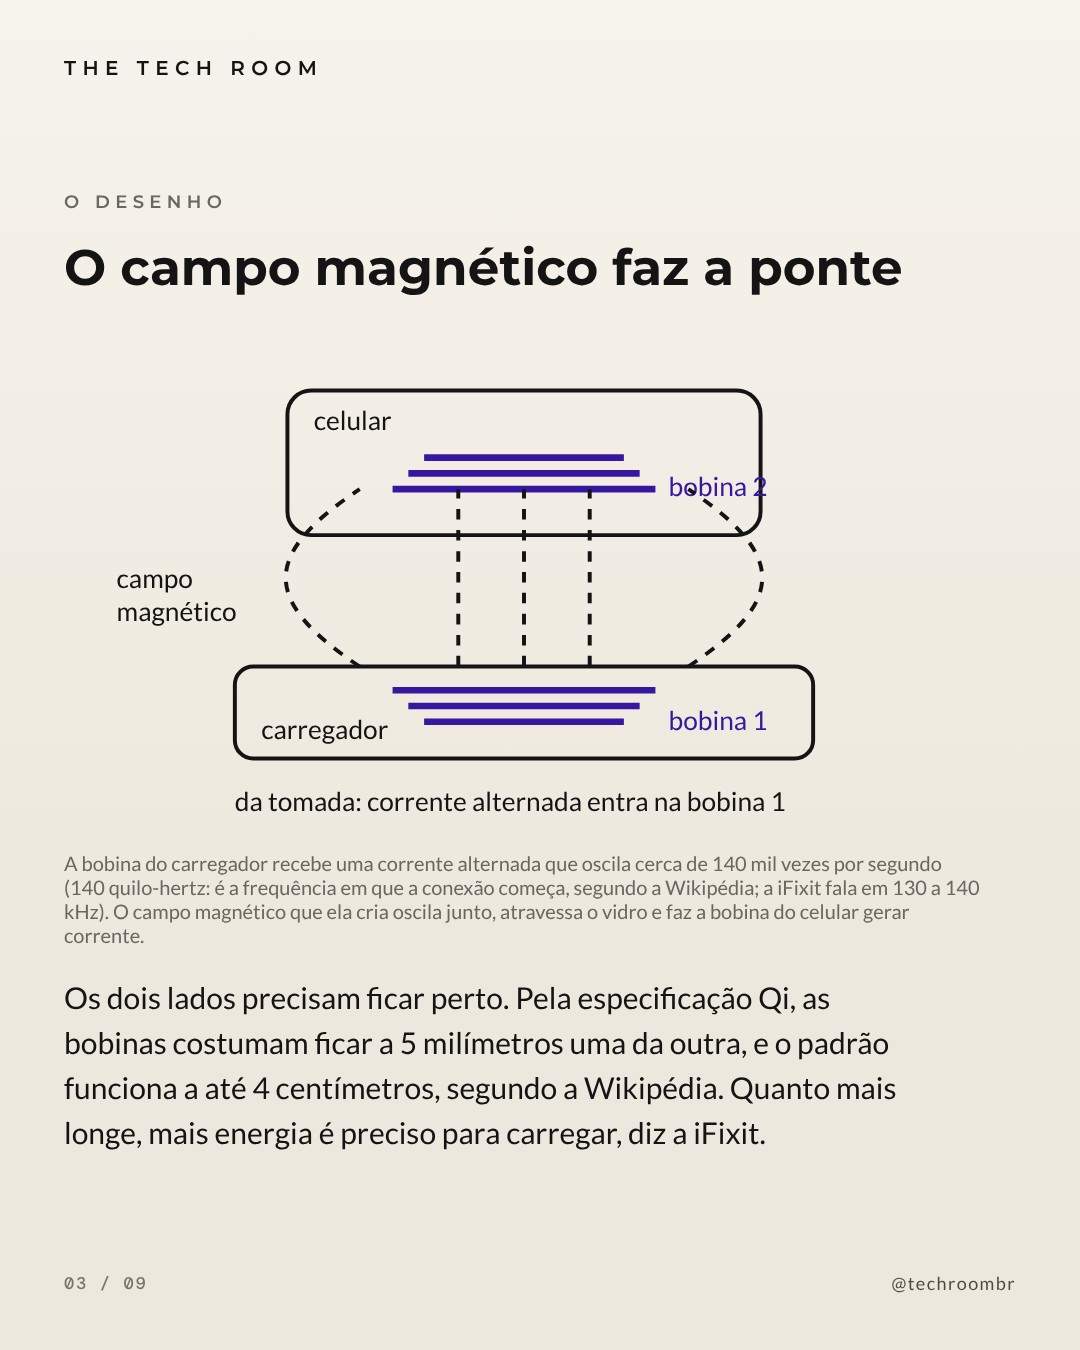 THE TECH ROOM
O DESENHO
O campo magnético faz a ponte
celular
bobina 2
campo
magnético
carregador
bobina 1
da tomada: corrente alternada entra na bobina 1
A bobina do carregador recebe uma corrente alternada que oscila cerca de 140 mil vezes por segundo
(140 quilo-hertz: é a frequência em que a conexão começa, segundo a Wikipédia; a iFixit fala em 130 a 140
kHz). O campo magnético que ela cria oscila junto, atravessa o vidro e faz a bobina do celular gerar
corrente.
Os dois lados precisam ficar perto. Pela especificação Qi, as
bobinas costumam ficar a 5 milímetros uma da outra, e o padrão
funciona a até 4 centímetros, segundo a Wikipédia. Quanto mais
longe, mais energia é preciso para carregar, diz a iFixit.
03 / 09
@techroombr